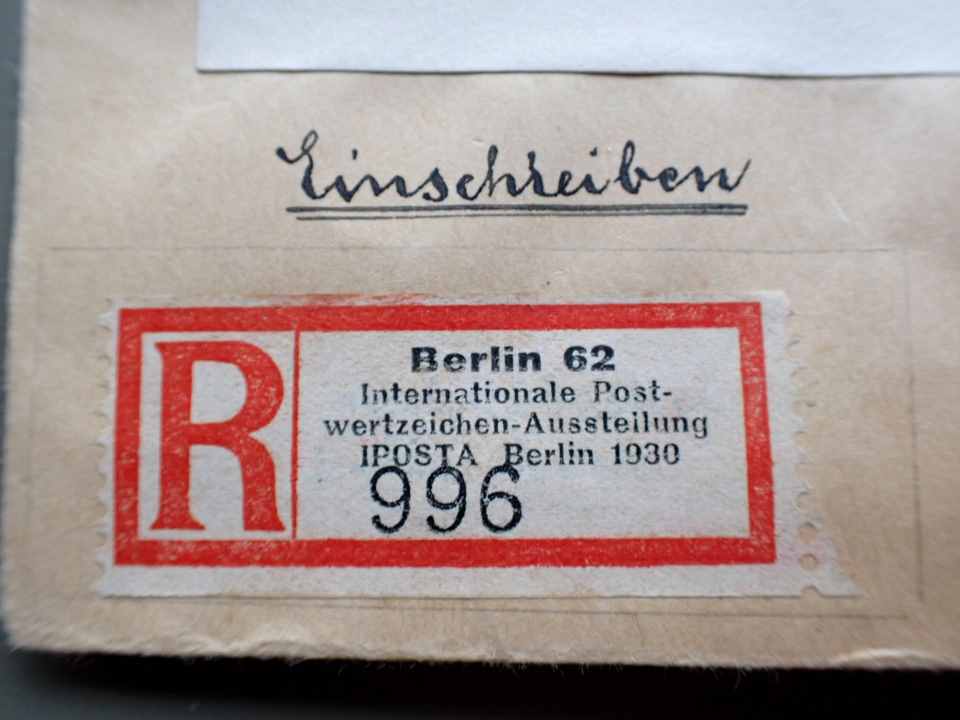 Einschreiben
R
Berlin 62
Internationale Post-
wertzeichen-Ausstellung
IPOSTA Berlin 1930
996